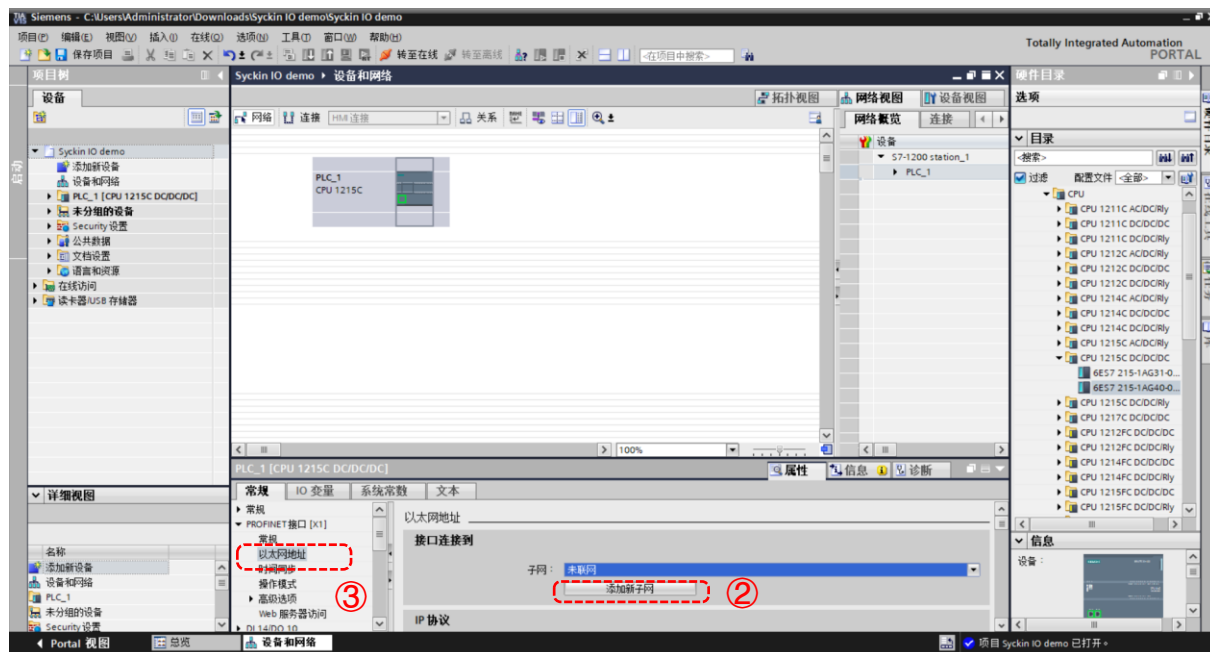 Siemens - C:\Users\Administrator\Downloads\Syckin IO demo\Syckin IO demo
项目(P) 编辑(E) 视图(V) 插入(I) 在线(O) 选项(N) 工具(T) 窗口(W) 帮助(H)
保存项目 转至在线 转至离线 <在项目中搜索>
Totally Integrated Automation
PORTAL
项目树
设备
启动
Syckin IO demo
添加新设备
设备和网络
PLC_1 [CPU 1215C DC/DC/DC]
未分组的设备
Security 设置
公共数据
文档设置
语言和资源
在线访问
读卡器/USB 存储器
详细视图
名称
添加新设备
设备和网络
PLC_1
未分组的设备
Security 设置
Syckin IO demo ▸ 设备和网络
拓扑视图 网络视图 设备视图
网络 连接 HMI 连接 关系
PLC_1
CPU 1215C
100%
网络概览 连接
设备
S7-1200 station_1
PLC_1
PLC_1 [CPU 1215C DC/DC/DC]
属性 信息 诊断
常规 IO 变量 系统常数 文本
常规
PROFINET 接口 [X1]
常规
以太网地址
时间同步
操作模式
高级选项
Web 服务器访问
DI 14/DO 10
③
以太网地址
接口连接到
子网： 未联网
添加新子网
②
IP 协议
硬件目录
选项
目录
<搜索>
过滤 配置文件 <全部>
CPU
CPU 1211C AC/DC/Rly
CPU 1211C DC/DC/DC
CPU 1211C DC/DC/Rly
CPU 1212C AC/DC/Rly
CPU 1212C DC/DC/DC
CPU 1212C DC/DC/Rly
CPU 1214C AC/DC/Rly
CPU 1214C DC/DC/DC
CPU 1214C DC/DC/Rly
CPU 1215C AC/DC/Rly
CPU 1215C DC/DC/DC
6ES7 215-1AG31-0...
6ES7 215-1AG40-0...
CPU 1215C DC/DC/Rly
CPU 1217C DC/DC/DC
CPU 1212FC DC/DC/DC
CPU 1212FC DC/DC/Rly
CPU 1214FC DC/DC/DC
CPU 1214FC DC/DC/Rly
CPU 1215FC DC/DC/DC
CPU 1215FC DC/DC/Rly
信息
设备：
Portal 视图 总览 设备和网络
项目 Syckin IO demo 已打开。